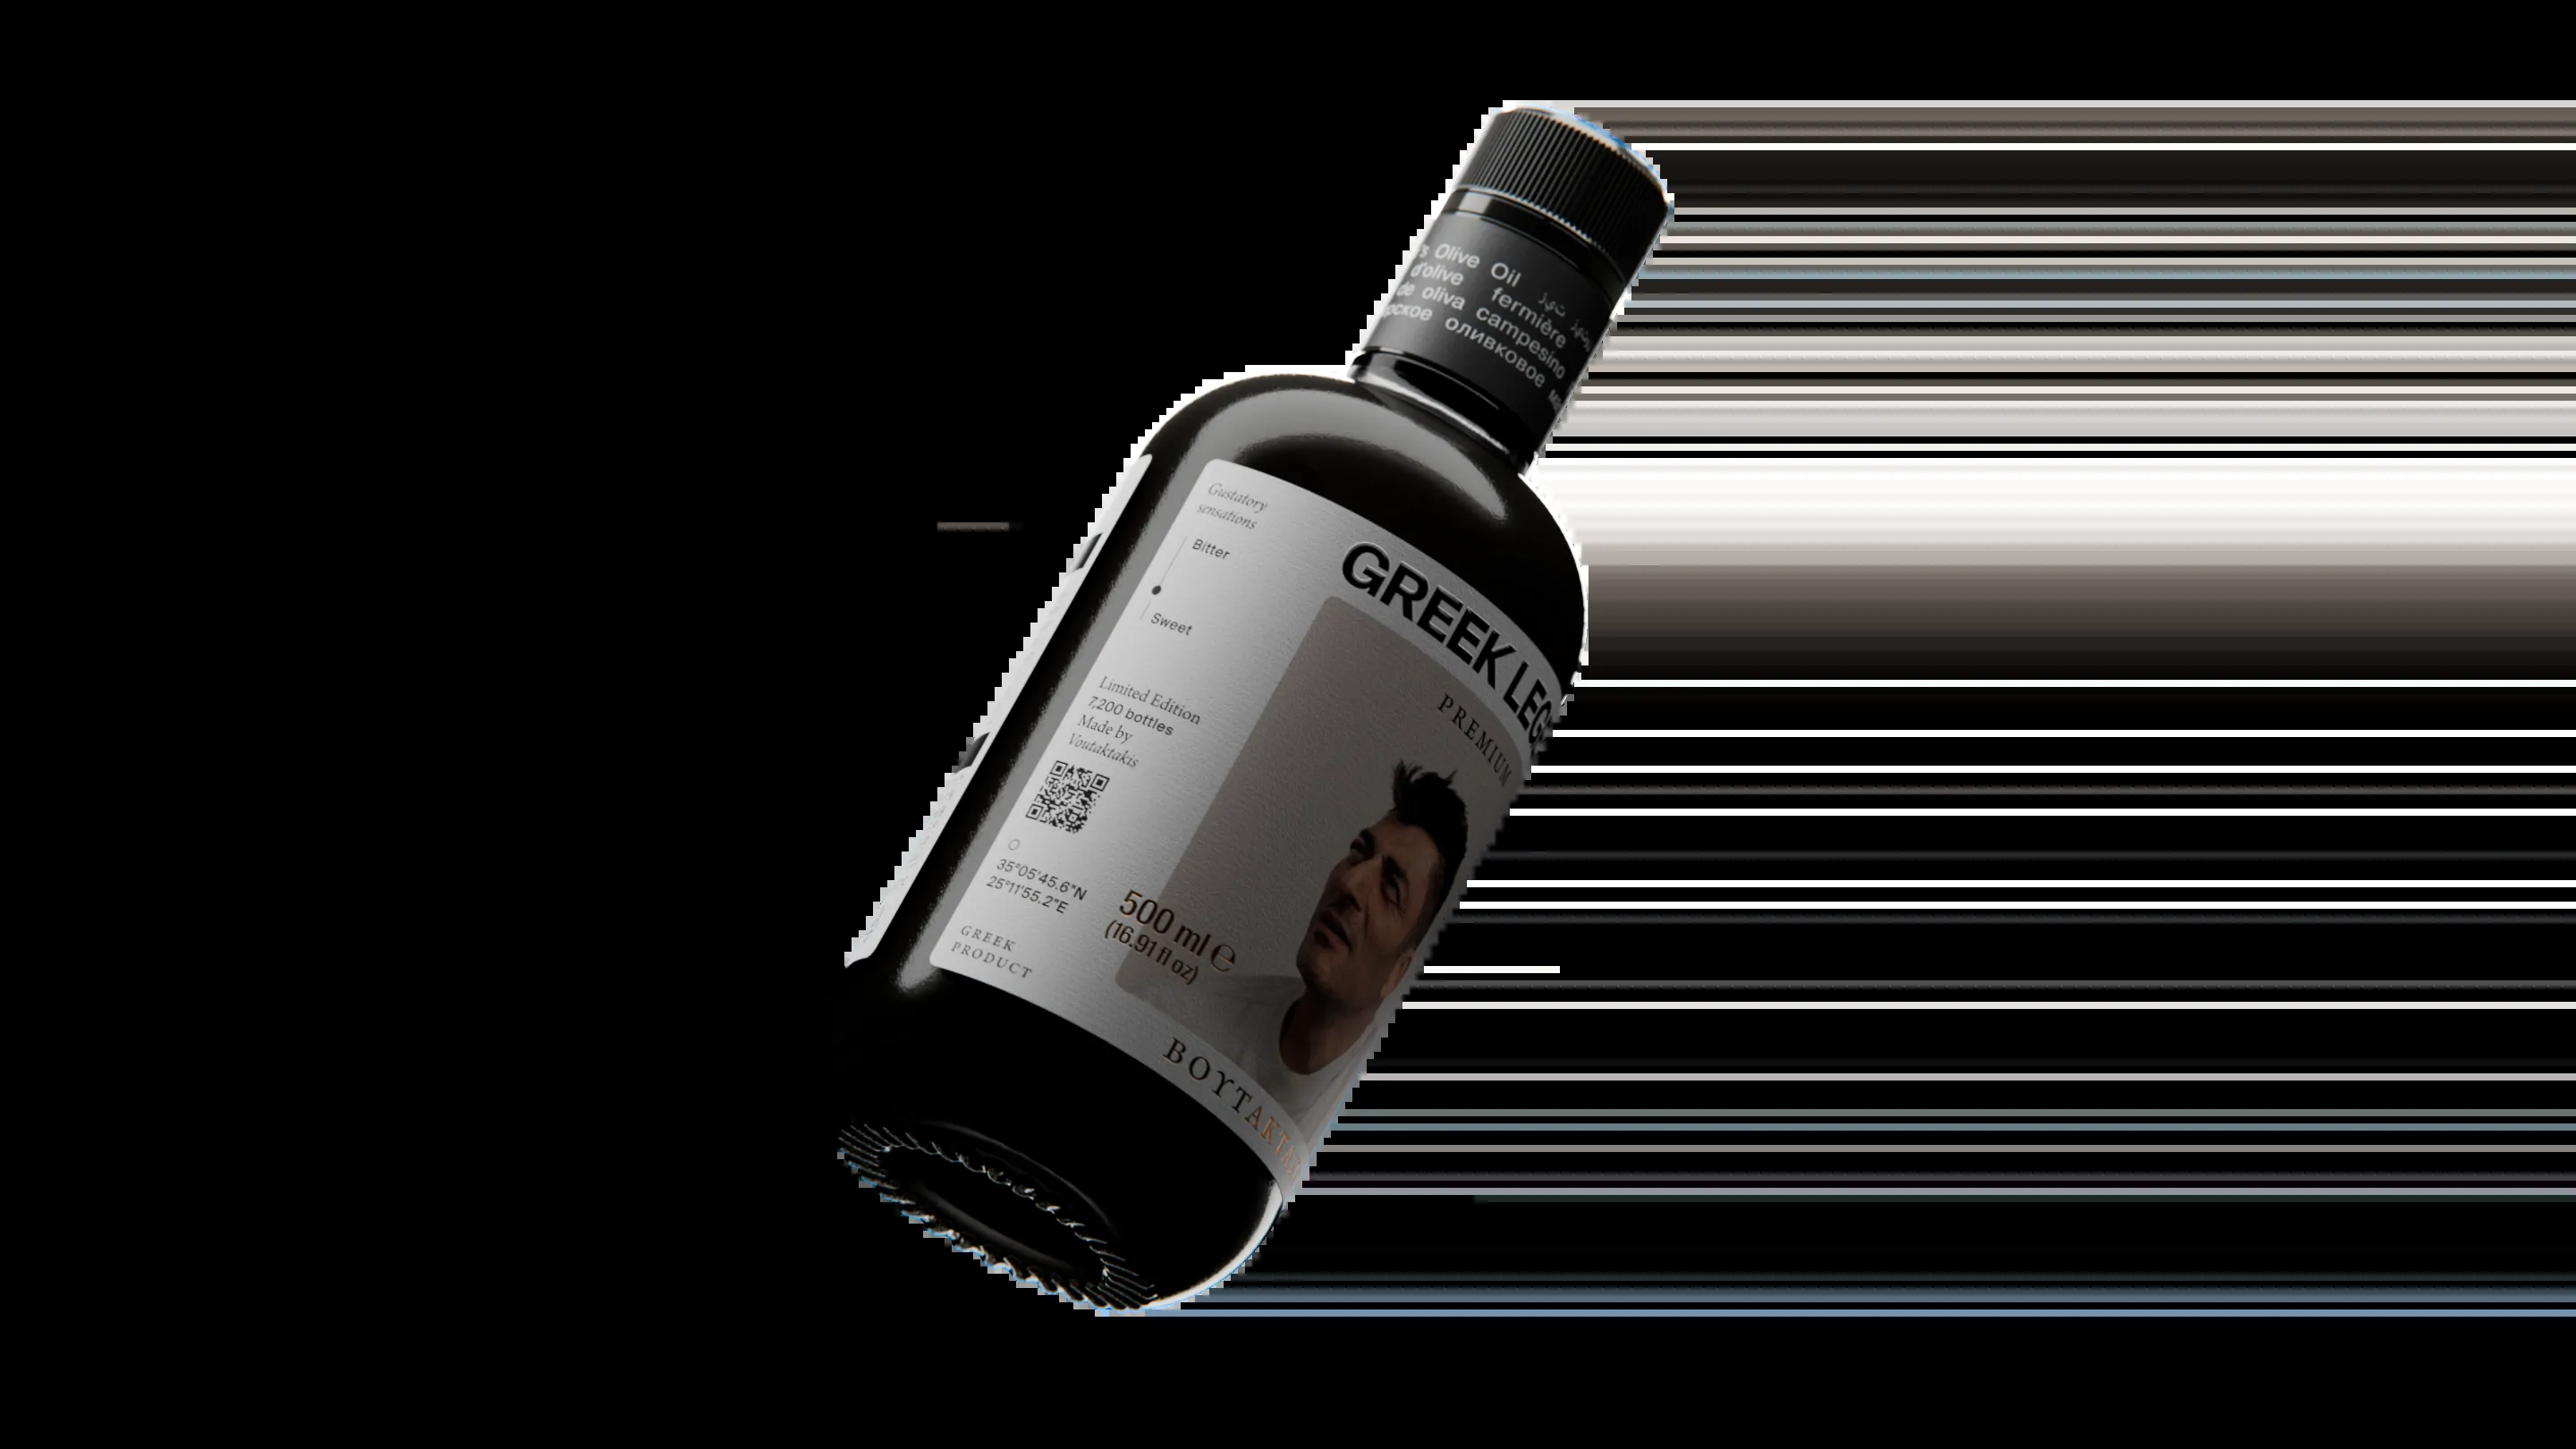 Olive Oil
d'olive fermière
de oliva campesino
оливковое
Gustatory
sensations
Bitter
Sweet
GREEK
PREMIUM
Limited Edition
7,200 bottles
Made by
Voutaktakis
35°05'45.6"N
25°11'55.2"E
500 ml ℮
(16.91 fl oz)
GREEK
PRODUCT